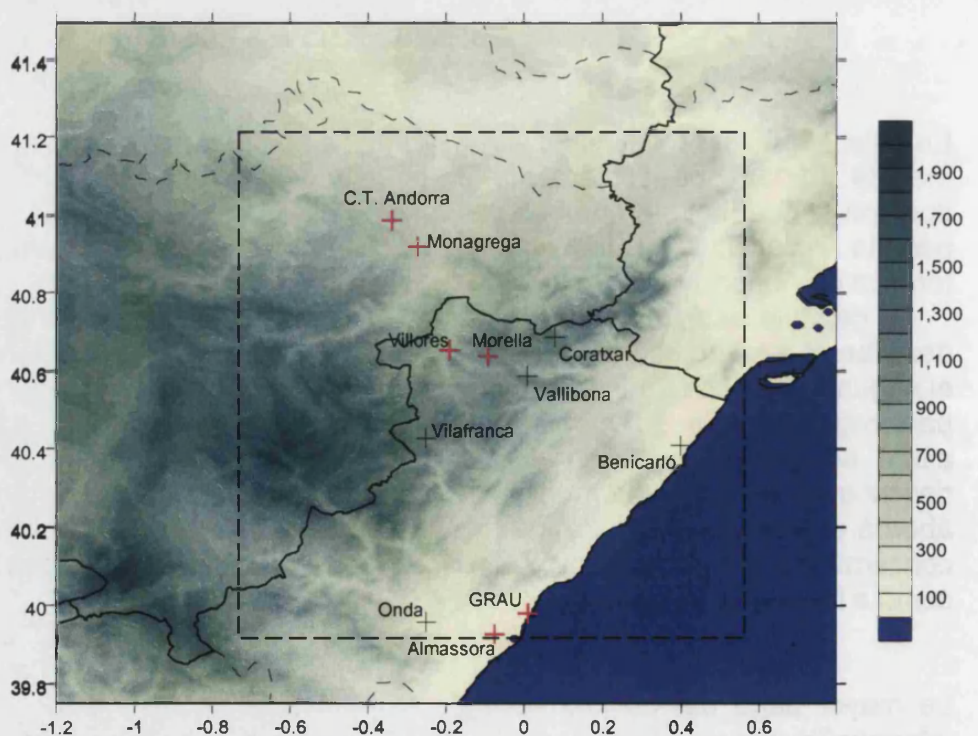 41.4
41.2
41
40.8
40.6
40.4
40.2
40
39.8
C.T. Andorra
Monagrega
Villores
Morella
Coratxar
Vallibona
Vilafranca
Benicarló
Onda
GRAU
Almassora
-1.2 -1 -0.8 -0.6 -0.4 -0.2 0 0.2 0.4 0.6
1,900
1,700
1,500
1,300
1,100
900
700
500
300
100